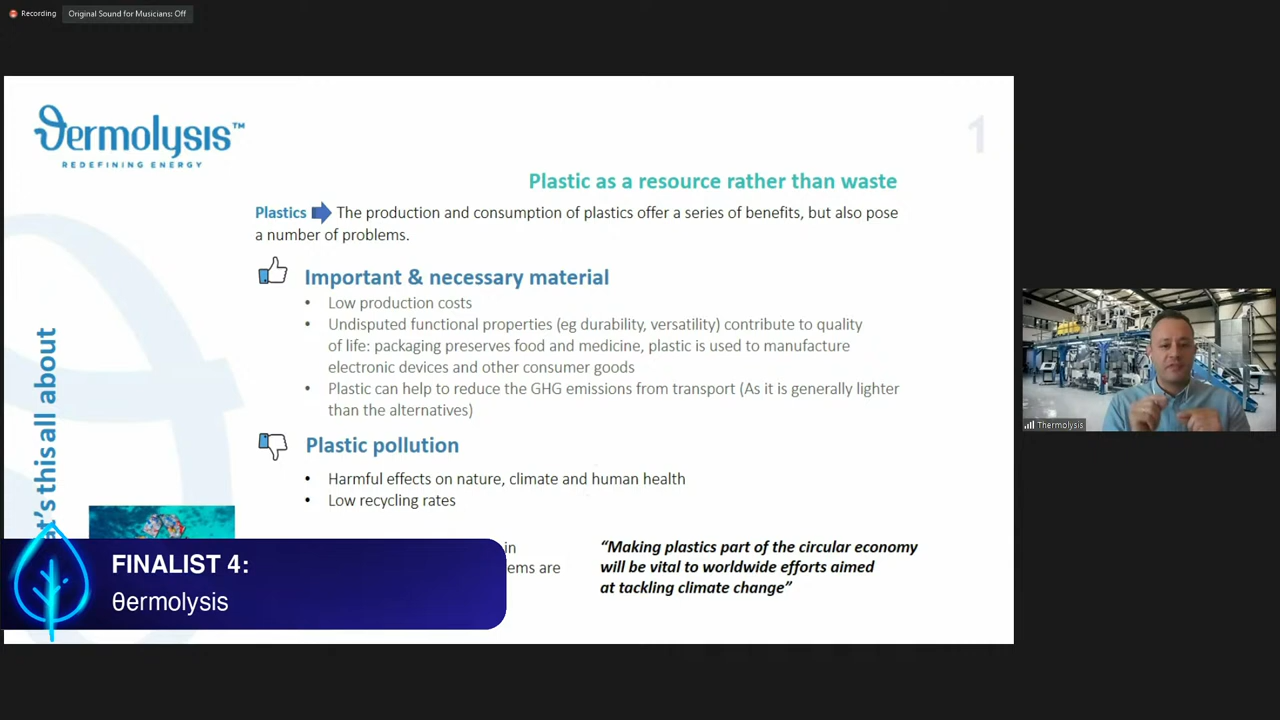 Recording
Original Sound for Musicians: Off
θermolysis™
REDEFINING ENERGY
1
Plastic as a resource rather than waste
Plastics The production and consumption of plastics offer a series of benefits, but also pose
a number of problems.
Important & necessary material
• Low production costs
• Undisputed functional properties (eg durability, versatility) contribute to quality
of life: packaging preserves food and medicine, plastic is used to manufacture
electronic devices and other consumer goods
• Plastic can help to reduce the GHG emissions from transport (As it is generally lighter
than the alternatives)
Plastic pollution
• Harmful effects on nature, climate and human health
• Low recycling rates
in
ems are
“Making plastics part of the circular economy
will be vital to worldwide efforts aimed
at tackling climate change”
t’s this all about
FINALIST 4:
θermolysis
Thermolysis